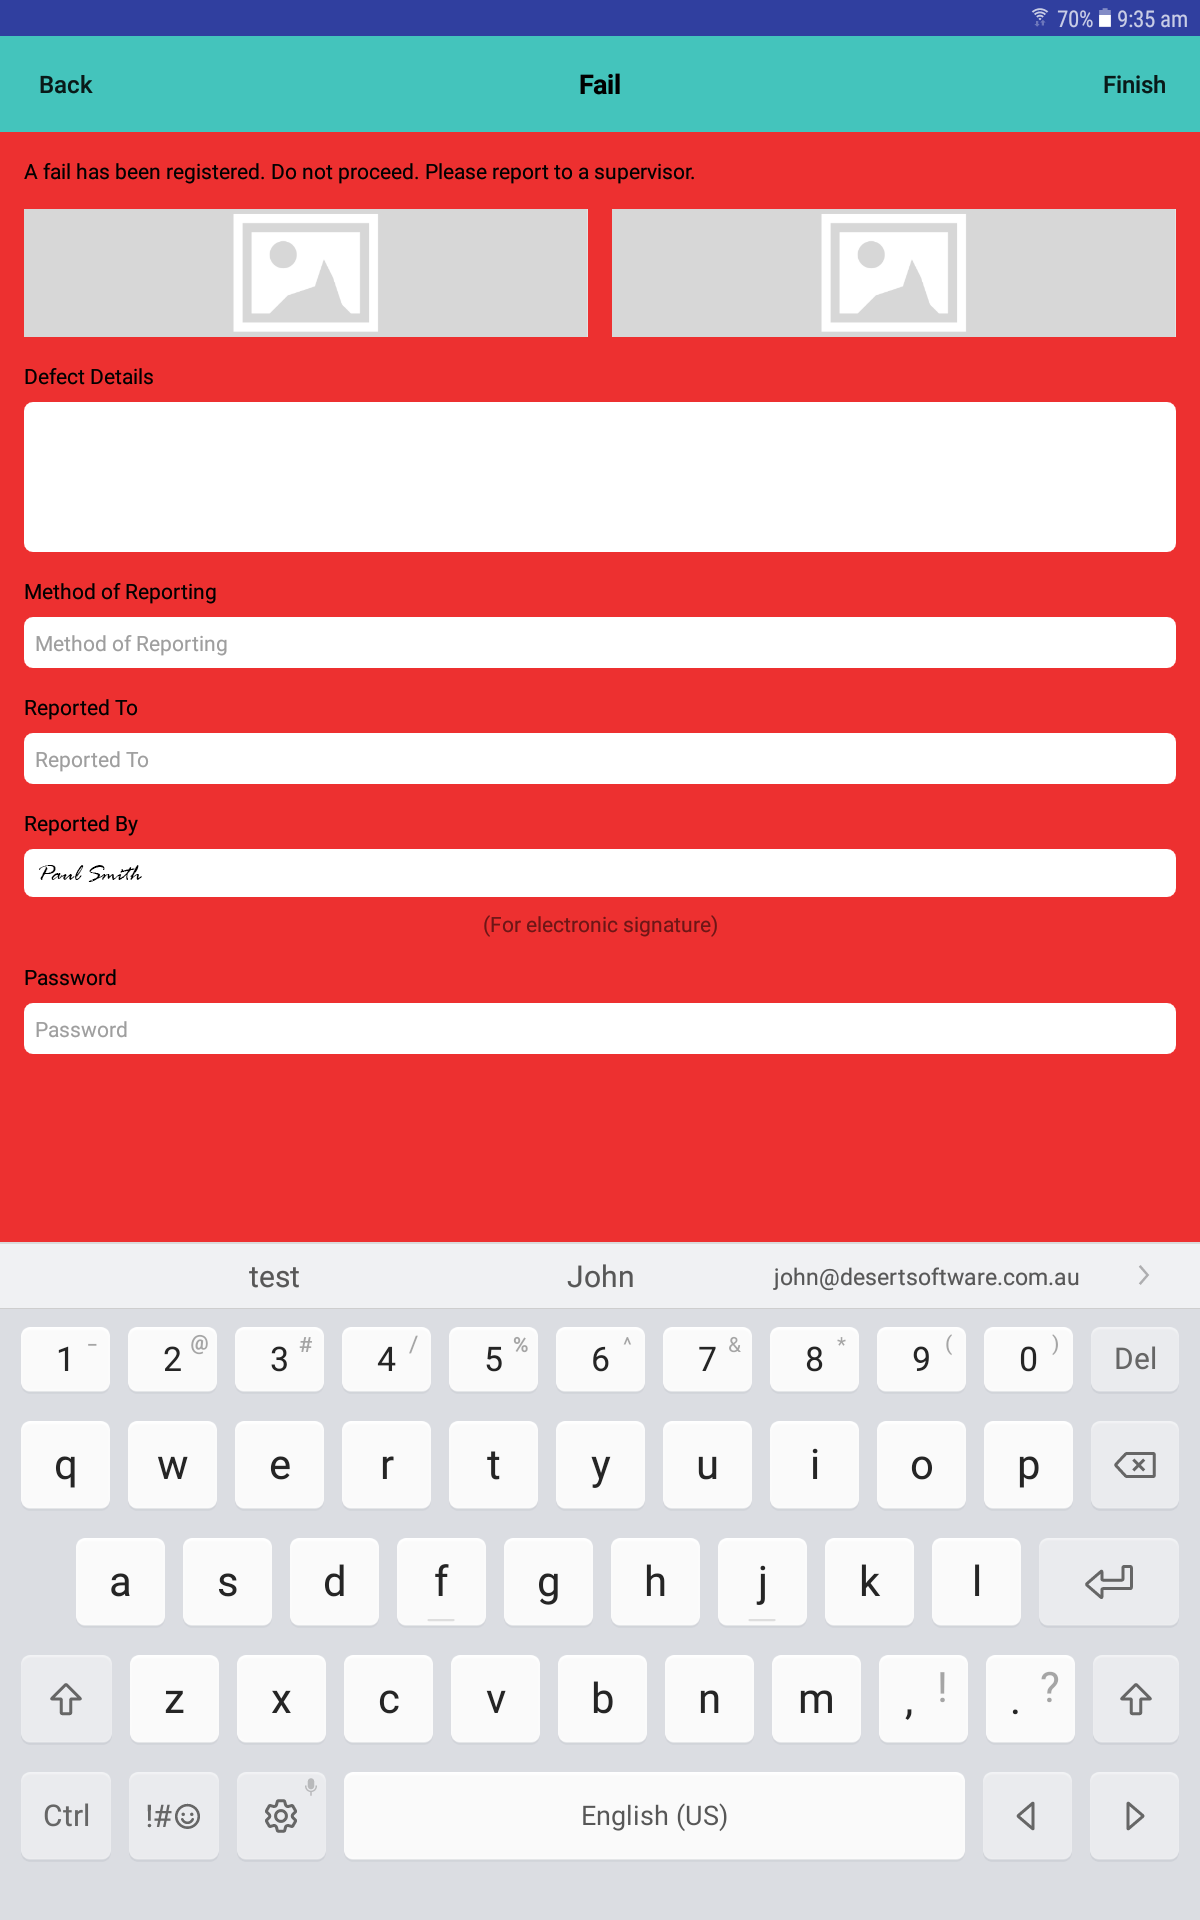 70% 9:35 am
Back Fail Finish
A fail has been registered. Do not proceed. Please report to a supervisor.
Defect Details
Method of Reporting
Method of Reporting
Reported To
Reported To
Reported By
Paul Smith
(For electronic signature)
Password
Password
test John john@desertsoftware.com.au
1 - 2 @ 3 # 4 / 5 % 6 ^ 7 & 8 * 9 ( 0 ) Del
q w e r t y u i o p
a s d f g h j k l
z x c v b n m , ! . ?
Ctrl !#☺ English (US)